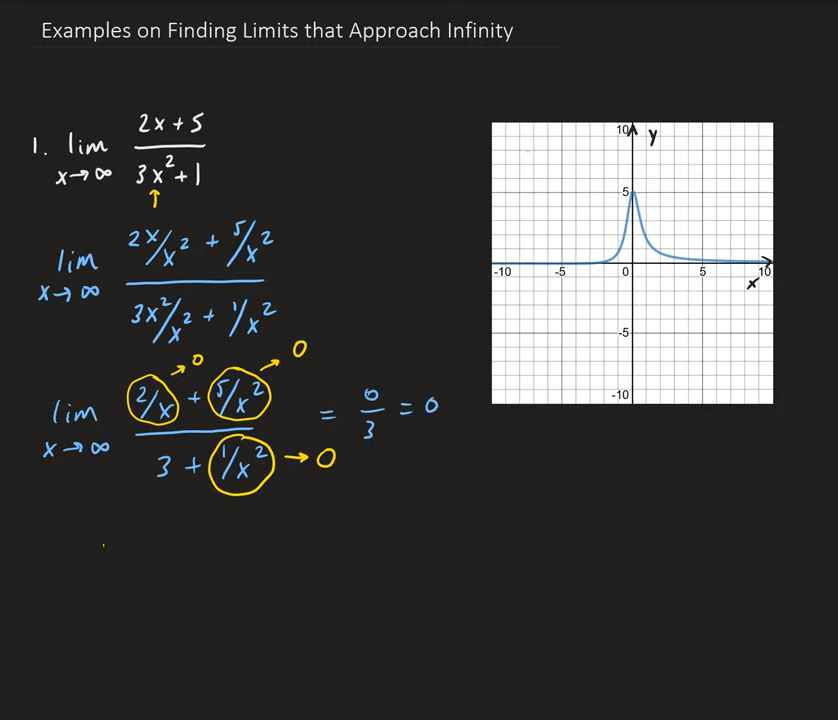 Examples on Finding Limits that Approach Infinity
1. lim x→∞ (2x + 5)/(3x² + 1)
↑
lim x→∞ (2x/x² + 5/x²)/(3x²/x² + 1/x²)
→ 0 → 0
lim x→∞ (2/x + 5/x²)/(3 + 1/x²) = 0/3 = 0
→ 0
10 y
5
-10 -5 0 5 10
x
-5
-10